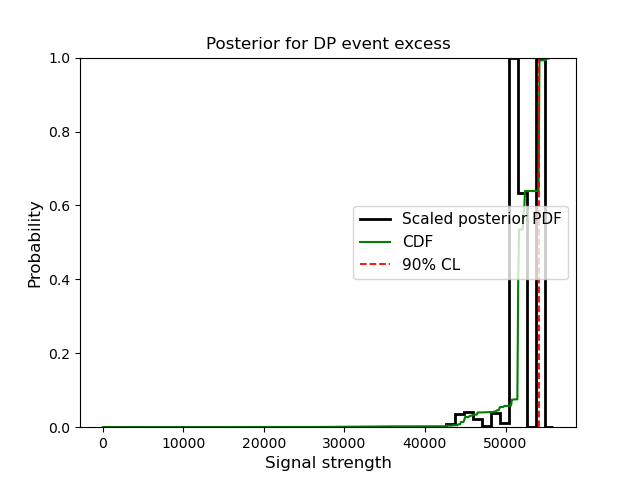 Posterior for DP event excess
1.0
0.8
0.6
0.4
0.2
0.0
Probability
Scaled posterior PDF
CDF
90% CL
0 10000 20000 30000 40000 50000
Signal strength